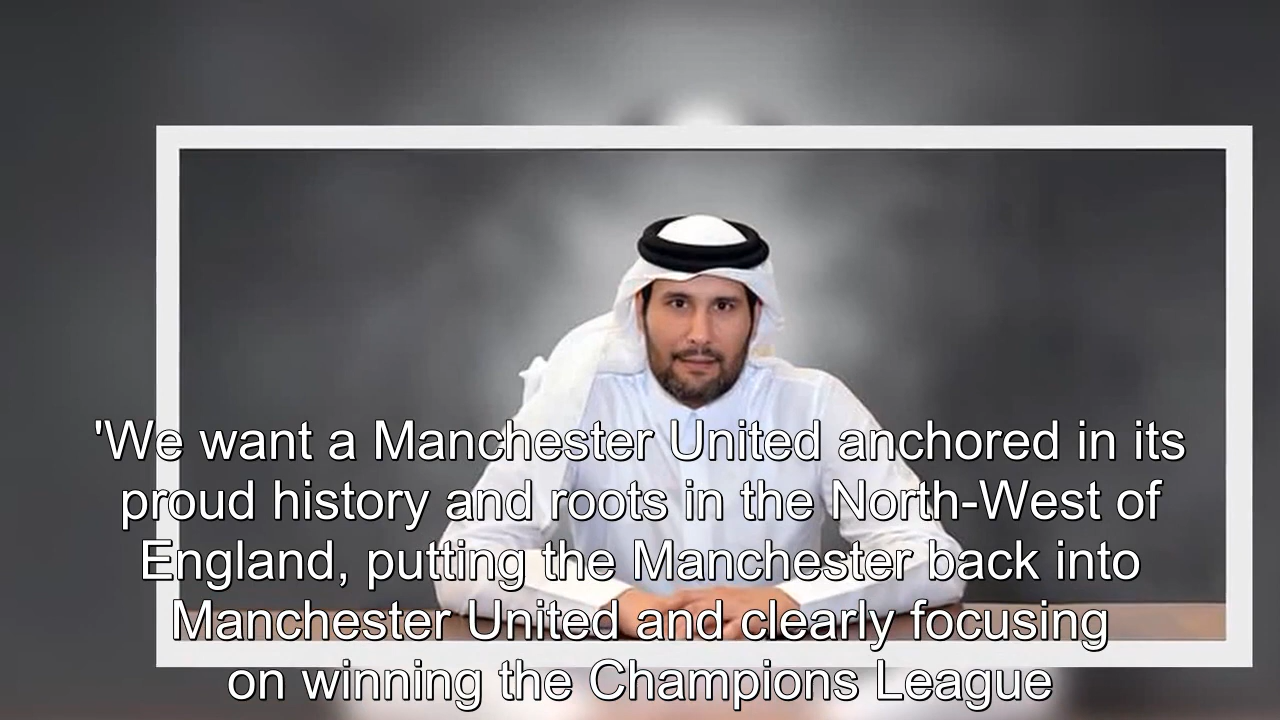 'We want a Manchester United anchored in its
proud history and roots in the North-West of
England, putting the Manchester back into
Manchester United and clearly focusing
on winning the Champions League